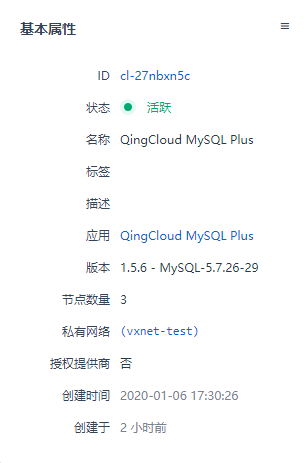 基本属性
ID cl-27nbxn5c
状态 活跃
名称 QingCloud MySQL Plus
标签
描述
应用 QingCloud MySQL Plus
版本 1.5.6 - MySQL-5.7.26-29
节点数量 3
私有网络 (vxnet-test)
授权提供商 否
创建时间 2020-01-06 17:30:26
创建于 2 小时前